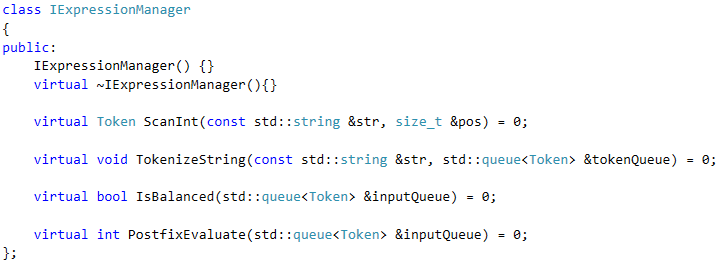 class IExpressionManager
{
public:
    IExpressionManager() {}
    virtual ~IExpressionManager(){}
    virtual Token ScanInt(const std::string &str, size_t &pos) = 0;
    virtual void TokenizeString(const std::string &str, std::queue<Token> &tokenQueue) = 0;
    virtual bool IsBalanced(std::queue<Token> &inputQueue) = 0;
    virtual int PostfixEvaluate(std::queue<Token> &inputQueue) = 0;
};